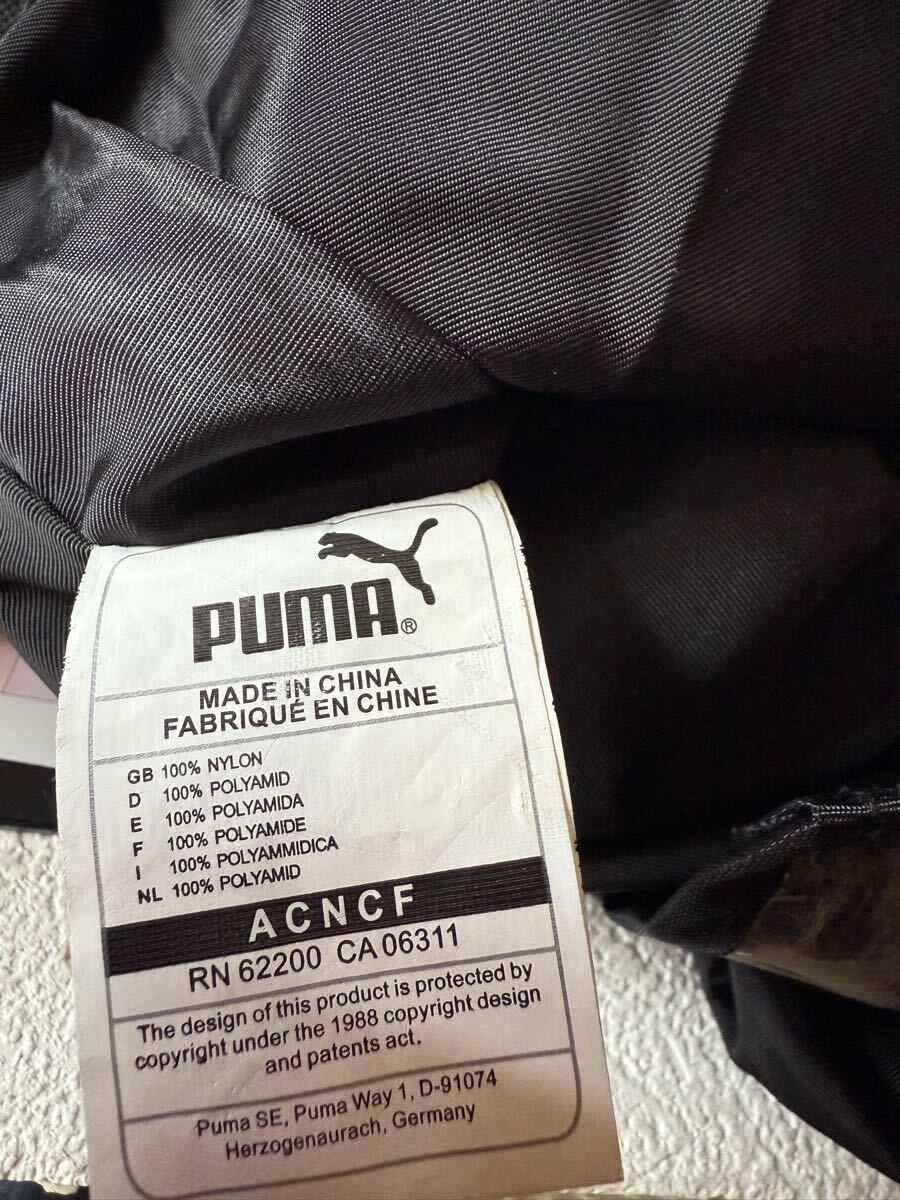 PUMA®
MADE IN CHINA
FABRIQUÉ EN CHINE
GB 100% NYLON
D 100% POLYAMID
E 100% POLYAMIDA
F 100% POLYAMIDE
I 100% POLYAMMIDICA
NL 100% POLYAMID
ACNCF
RN 62200 CA 06311
The design of this product is protected by
copyright under the 1988 copyright design
and patents act.
Puma SE, Puma Way 1, D-91074
Herzogenaurach, Germany